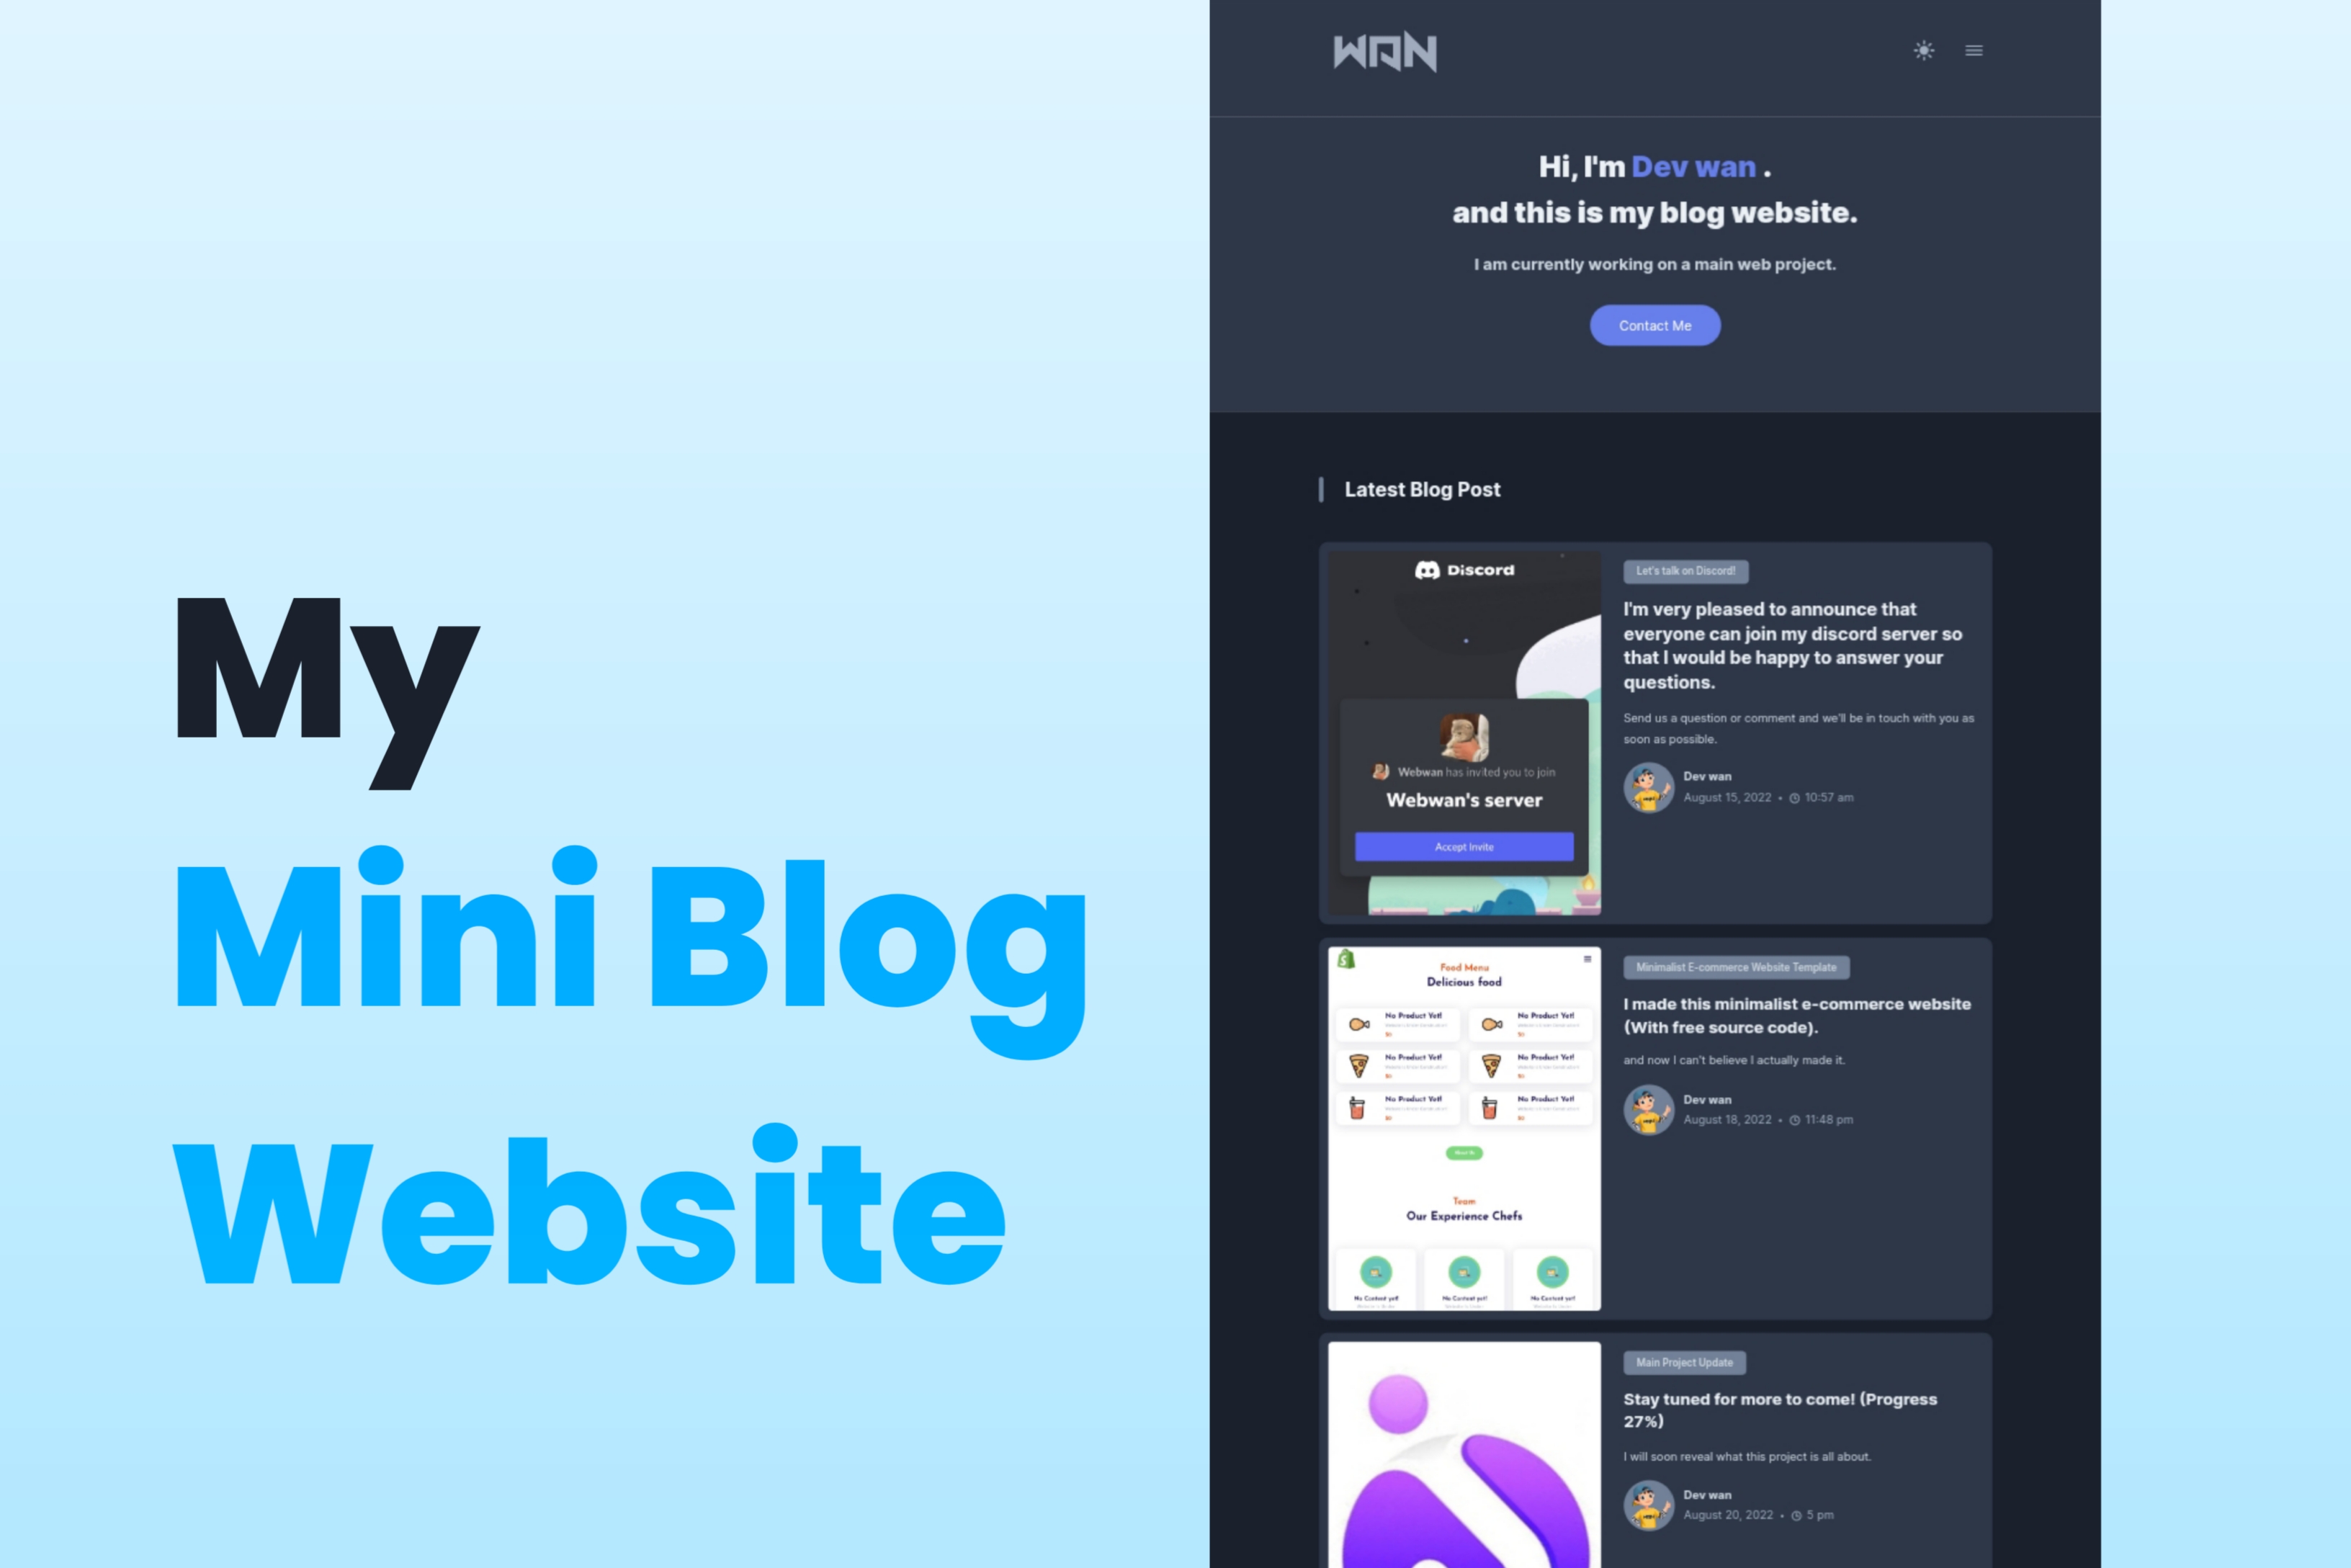 My
Mini Blog
Website
WAN
Hi, I'm Dev wan .
and this is my blog website.
I am currently working on a main web project.
Contact Me
Latest Blog Post
Discord
Webwan has invited you to join
Webwan's server
Accept Invite
Let's talk on Discord!
I'm very pleased to announce that
everyone can join my discord server so
that I would be happy to answer your
questions.
Send us a question or comment and we'll be in touch with you as
soon as possible.
Dev wan
August 15, 2022 • 10:57 am
Food Menu
Delicious food
No Product Yet!
No Product Yet!
No Product Yet!
No Product Yet!
No Product Yet!
No Product Yet!
About Us
Team
Our Experience Chefs
No Content yet!
No Content yet!
No Content yet!
Minimalist E-commerce Website Template
I made this minimalist e-commerce website
(With free source code).
and now I can't believe I actually made it.
Dev wan
August 18, 2022 • 11:48 pm
Main Project Update
Stay tuned for more to come! (Progress
27%)
I will soon reveal what this project is all about.
Dev wan
August 20, 2022 • 5 pm